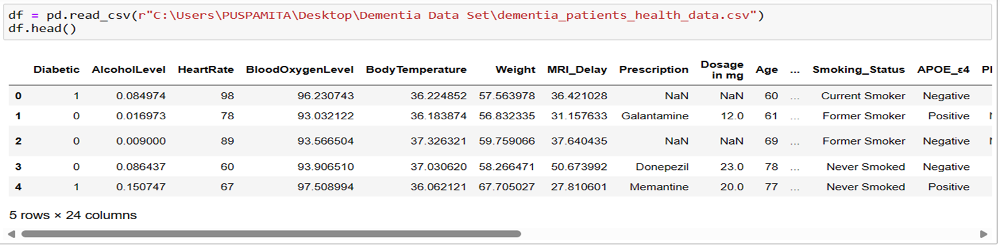 df = pd.read_csv(r"C:\Users\PUSPAMITA\Desktop\Dementia Data Set\dementia_patients_health_data.csv")
df.head()
Diabetic AlcoholLevel HeartRate BloodOxygenLevel BodyTemperature Weight MRI_Delay Prescription Dosage in mg Age ... Smoking_Status APOE_ε4
0 1 0.084974 98 96.230743 36.224852 57.563978 36.421028 NaN NaN 60 ... Current Smoker Negative
1 0 0.016973 78 93.032122 36.183874 56.832335 31.157633 Galantamine 12.0 61 ... Former Smoker Positive
2 0 0.009000 89 93.566504 37.326321 59.759066 37.640435 NaN NaN 69 ... Former Smoker Negative
3 0 0.086437 60 93.906510 37.030620 58.266471 50.673992 Donepezil 23.0 78 ... Never Smoked Negative
4 1 0.150747 67 97.508994 36.062121 67.705027 27.810601 Memantine 20.0 77 ... Never Smoked Positive
5 rows × 24 columns